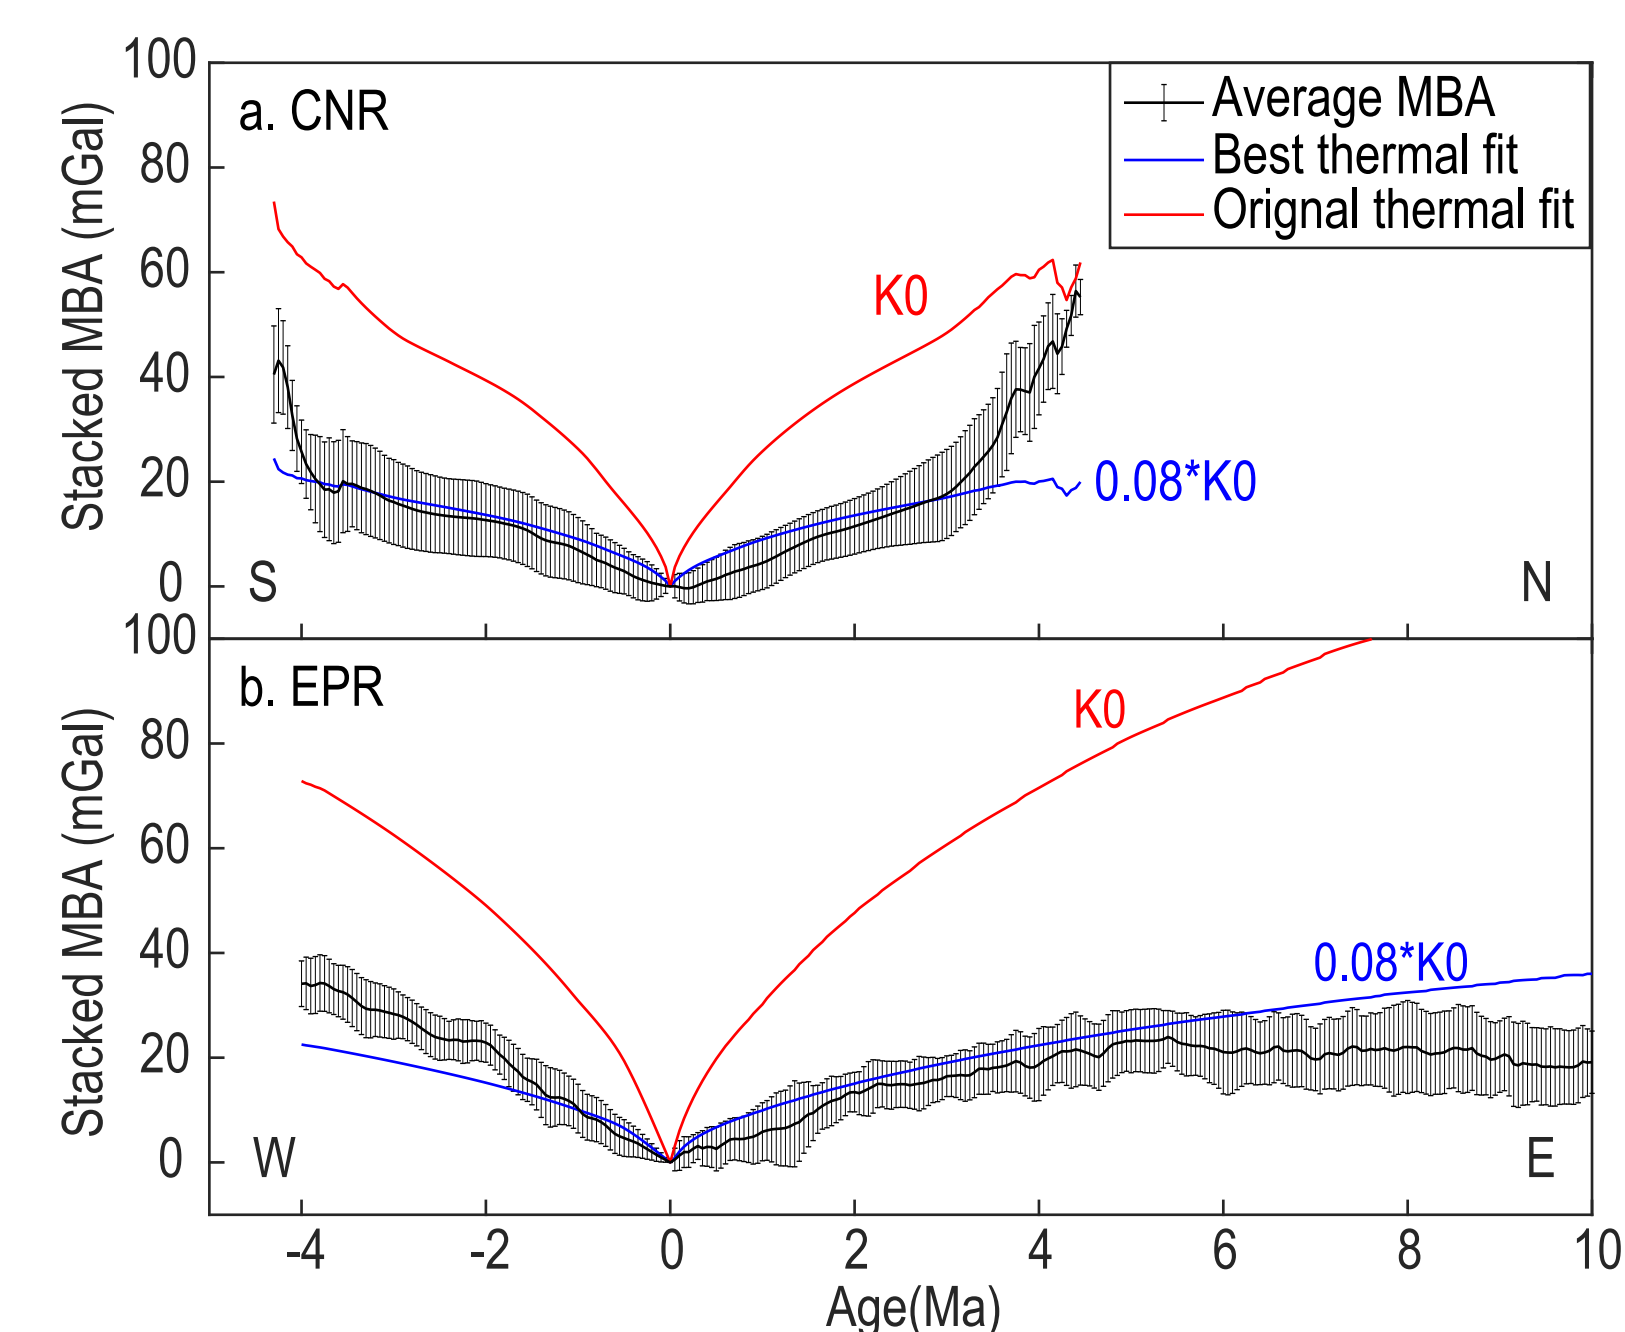 100
80
60
40
20
0
Stacked MBA (mGal)
a. CNR
Average MBA
Best thermal fit
Orignal thermal fit
K0
0.08*K0
S
N
100
80
60
40
20
0
Stacked MBA (mGal)
b. EPR
K0
0.08*K0
W
E
-4 -2 0 2 4 6 8 10
Age(Ma)